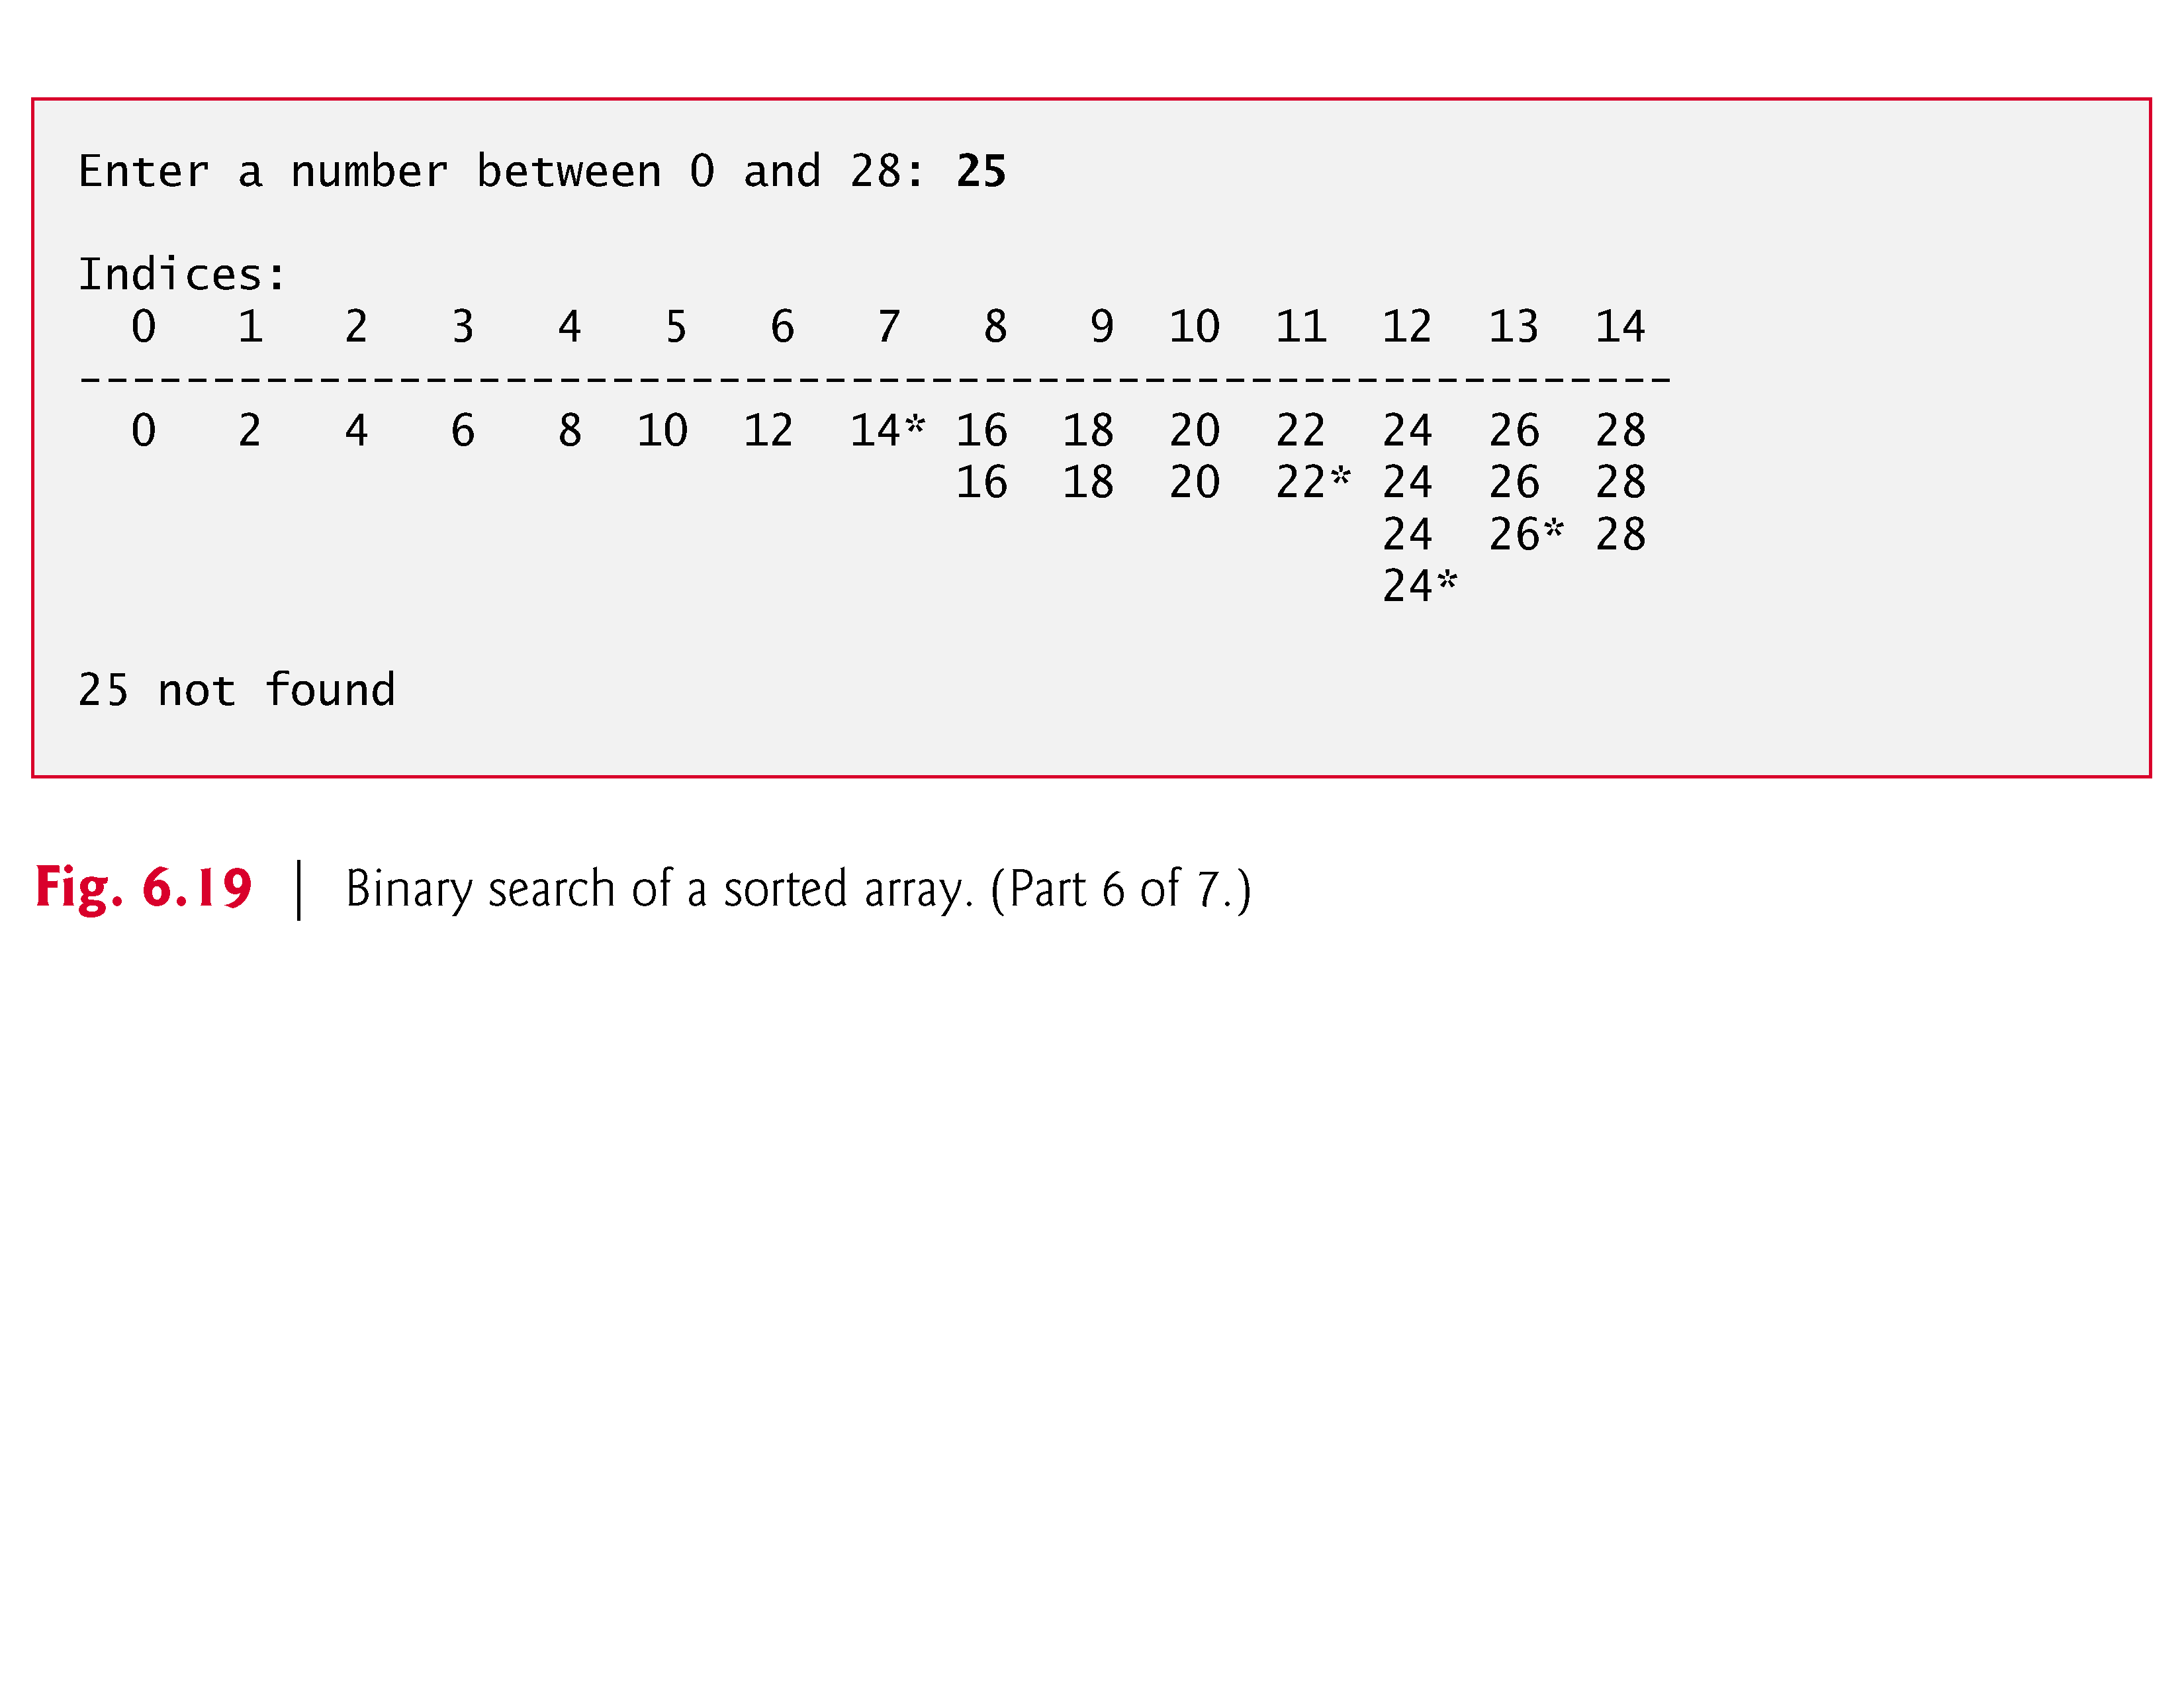 Enter a number between 0 and 28: 25
Indices:
0 1 2 3 4 5 6 7 8 9 10 11 12 13 14
------------------------------------------------------------
0 2 4 6 8 10 12 14* 16 18 20 22 24 26 28
16 18 20 22* 24 26 28
24 26* 28
24*
25 not found
Fig. 6.19 | Binary search of a sorted array. (Part 6 of 7.)